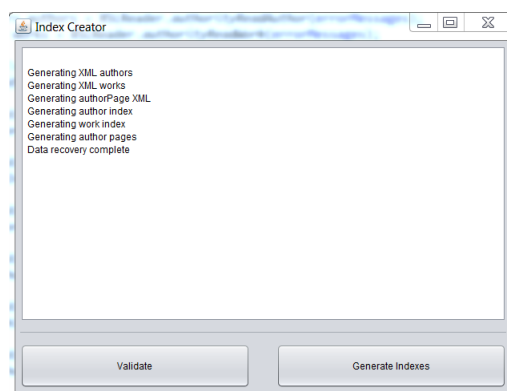 Index Creator
Generating XML authors
Generating XML works
Generating authorPage XML
Generating author index
Generating work index
Generating author pages
Data recovery complete
Validate
Generate Indexes